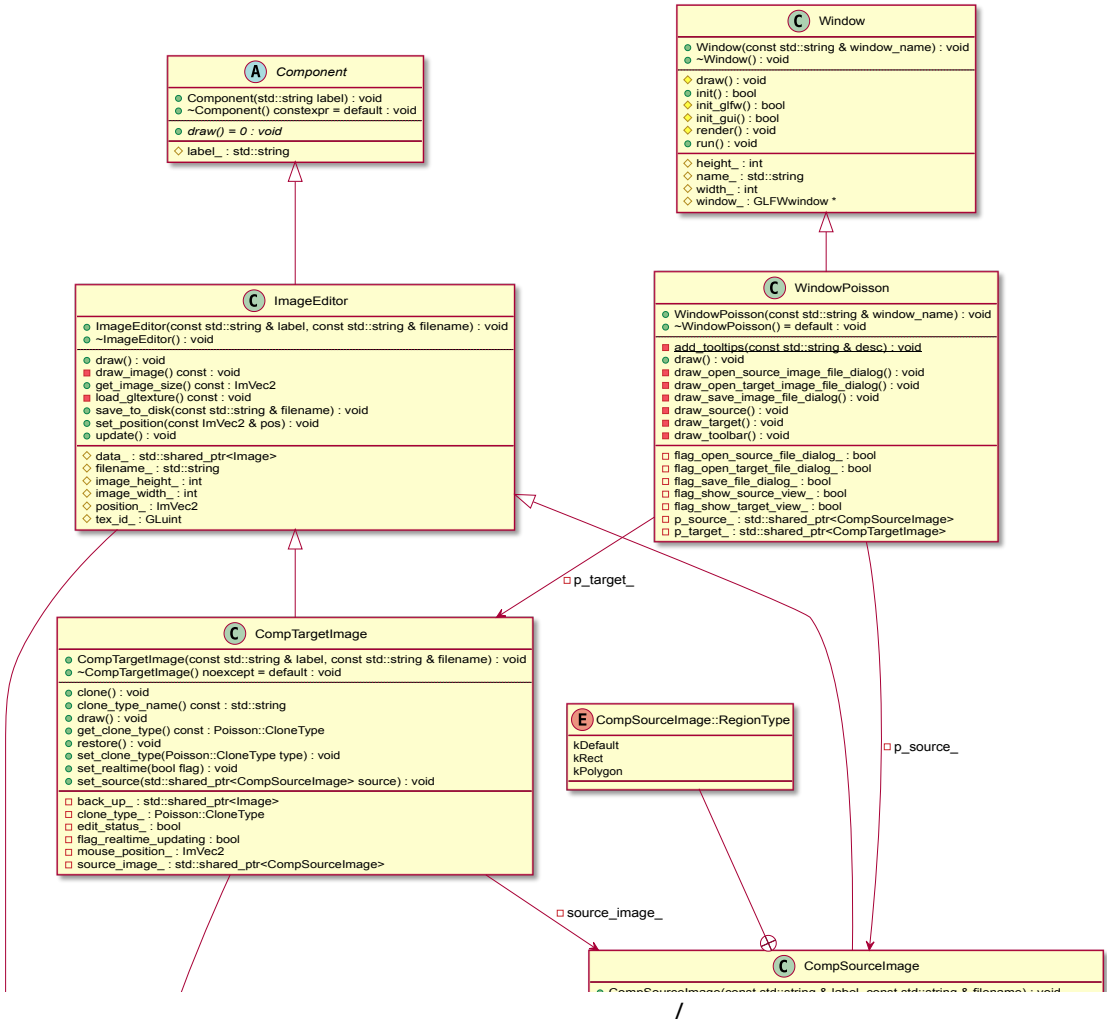 C Window
Window(const std::string & window_name) : void
~Window() : void
draw() : void
init() : bool
init_glfw() : bool
init_gui() : bool
render() : void
run() : void
height_ : int
name_ : std::string
width_ : int
window_ : GLFWwindow *
A Component
Component(std::string label) : void
~Component() constexpr = default : void
draw() = 0 : void
label_ : std::string
C ImageEditor
ImageEditor(const std::string & label, const std::string & filename) : void
~ImageEditor() : void
draw() : void
draw_image() const : void
get_image_size() const : ImVec2
load_gltexture() const : void
save_to_disk(const std::string & filename) : void
set_position(const ImVec2 & pos) : void
update() : void
data_ : std::shared_ptr<Image>
filename_ : std::string
image_height_ : int
image_width_ : int
position_ : ImVec2
tex_id_ : GLuint
C WindowPoisson
WindowPoisson(const std::string & window_name) : void
~WindowPoisson() = default : void
add_tooltips(const std::string & desc) : void
draw() : void
draw_open_source_image_file_dialog() : void
draw_open_target_image_file_dialog() : void
draw_save_image_file_dialog() : void
draw_source() : void
draw_target() : void
draw_toolbar() : void
flag_open_source_file_dialog_ : bool
flag_open_target_file_dialog_ : bool
flag_save_file_dialog_ : bool
flag_show_source_view_ : bool
flag_show_target_view_ : bool
p_source_ : std::shared_ptr<CompSourceImage>
p_target_ : std::shared_ptr<CompTargetImage>
p_target_
C CompTargetImage
CompTargetImage(const std::string & label, const std::string & filename) : void
~CompTargetImage() noexcept = default : void
clone() : void
clone_type_name() const : std::string
draw() : void
get_clone_type() const : Poisson::CloneType
restore() : void
set_clone_type(Poisson::CloneType type) : void
set_realtime(bool flag) : void
set_source(std::shared_ptr<CompSourceImage> source) : void
back_up_ : std::shared_ptr<Image>
clone_type_ : Poisson::CloneType
edit_status_ : bool
flag_realtime_updating : bool
mouse_position_ : ImVec2
source_image_ : std::shared_ptr<CompSourceImage>
E CompSourceImage::RegionType
kDefault
kRect
kPolygon
p_source_
source_image_
C CompSourceImage
CompSourceImage(const std::string & label, const std::string & filename) : void
/